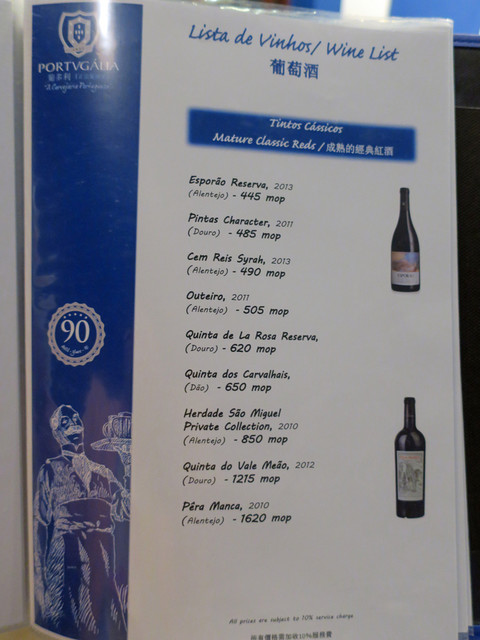 PORTVGÁLIA
"A Cervejaria Portuguesa"
Lista de Vinhos/ Wine List
葡萄酒
Tintos Cássicos
Mature Classic Reds / 成熟的經典紅酒
Esporão Reserva, 2013
(Alentejo) - 445 mop
Pintas Character, 2011
(Douro) - 485 mop
Cem Reis Syrah, 2013
(Alentejo) - 490 mop
Outeiro, 2011
(Alentejo) - 505 mop
Quinta de La Rosa Reserva,
(Douro) - 620 mop
Quinta dos Carvalhais,
(Dão) - 650 mop
Herdade São Miguel
Private Collection, 2010
(Alentejo) - 850 mop
Quinta do Vale Meão, 2012
(Douro) - 1215 mop
Pêra Manca, 2010
(Alentejo) - 1620 mop
90
All prices are subject to 10% service charge
所有價格需加收10%服務費